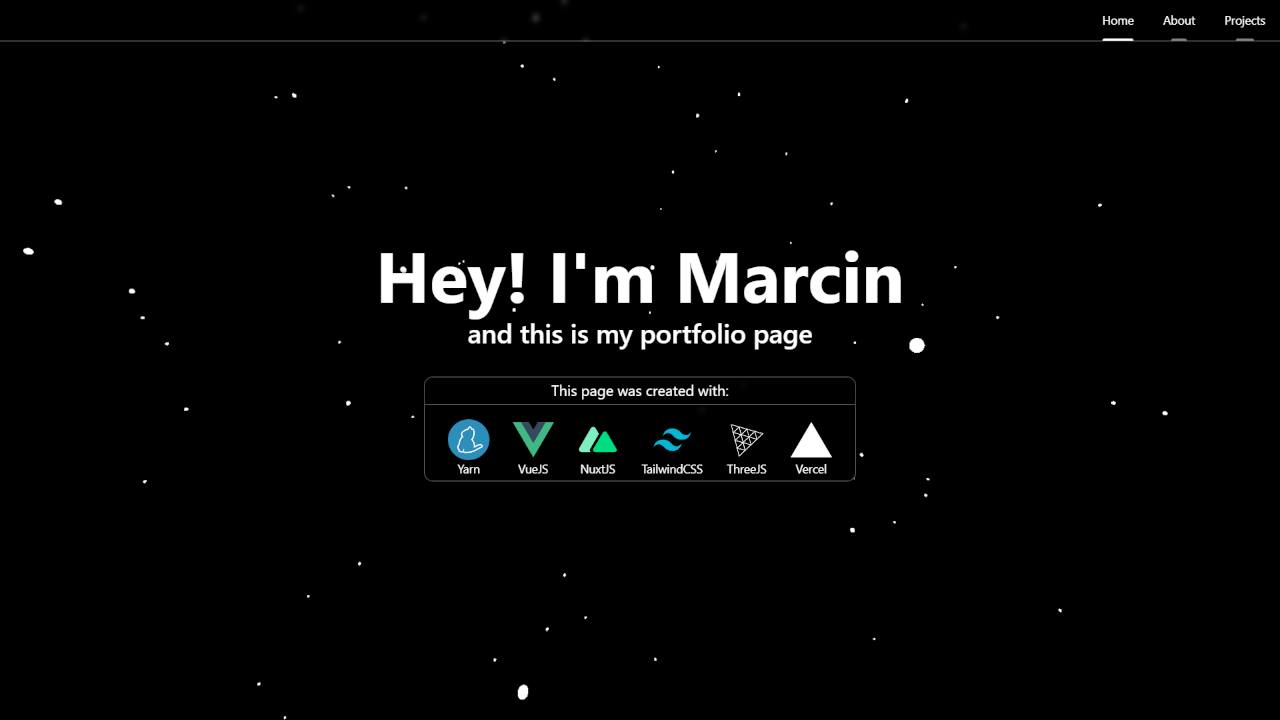 Home About Projects
Hey! I'm Marcin
and this is my portfolio page
This page was created with:
Yarn VueJS NuxtJS TailwindCSS ThreeJS Vercel